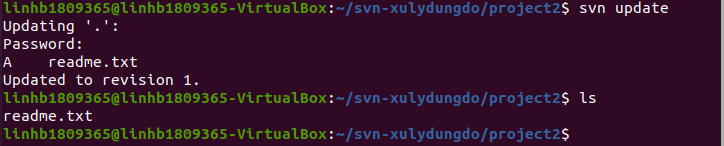 linhb1809365@linhb1809365-VirtualBox:~/svn-xulydungdo/project2$ svn update
Updating '.':
Password:
A    readme.txt
Updated to revision 1.
linhb1809365@linhb1809365-VirtualBox:~/svn-xulydungdo/project2$ ls
readme.txt
linhb1809365@linhb1809365-VirtualBox:~/svn-xulydungdo/project2$